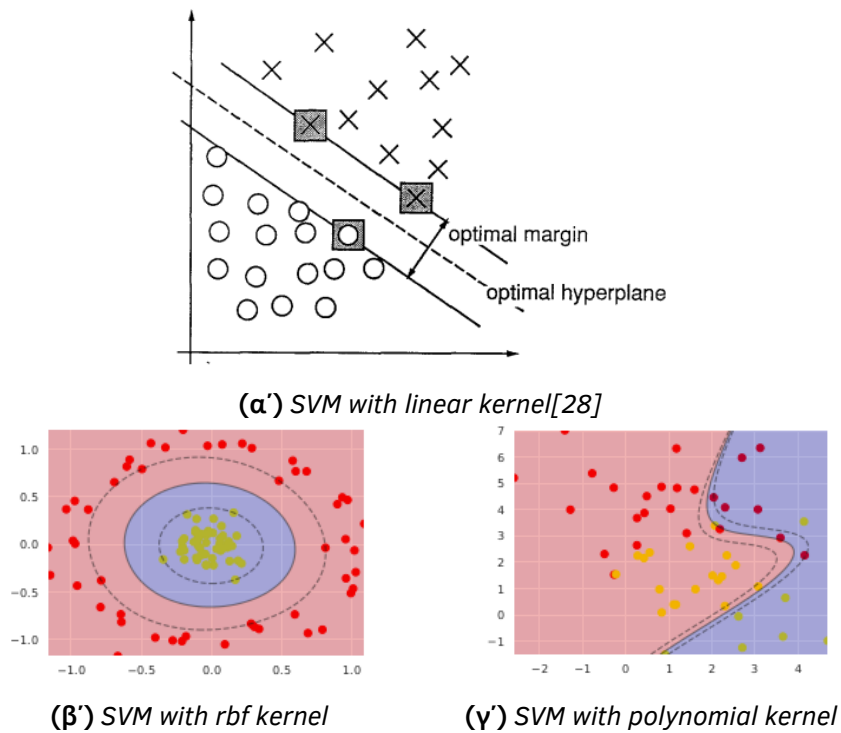 optimal margin
optimal hyperplane
(α′) SVM with linear kernel[28]
1.0
0.5
0.0
−0.5
−1.0
−1.0 −0.5 0.0 0.5 1.0
(β′) SVM with rbf kernel
7
6
5
4
3
2
1
0
−1
−2 −1 0 1 2 3 4
(γ′) SVM with polynomial kernel